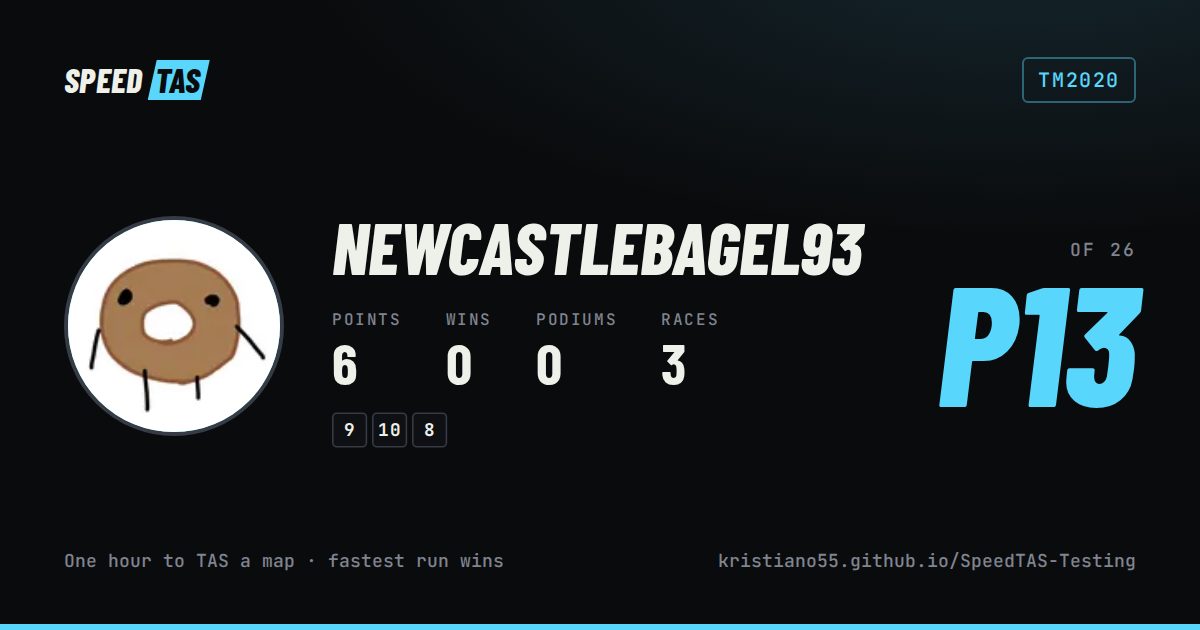 SPEED TAS
TM2020
NEWCASTLEBAGEL93
OF 26
P13
POINTS WINS PODIUMS RACES
6 0 0 3
9 10 8
One hour to TAS a map · fastest run wins
kristiano55.github.io/SpeedTAS-Testing